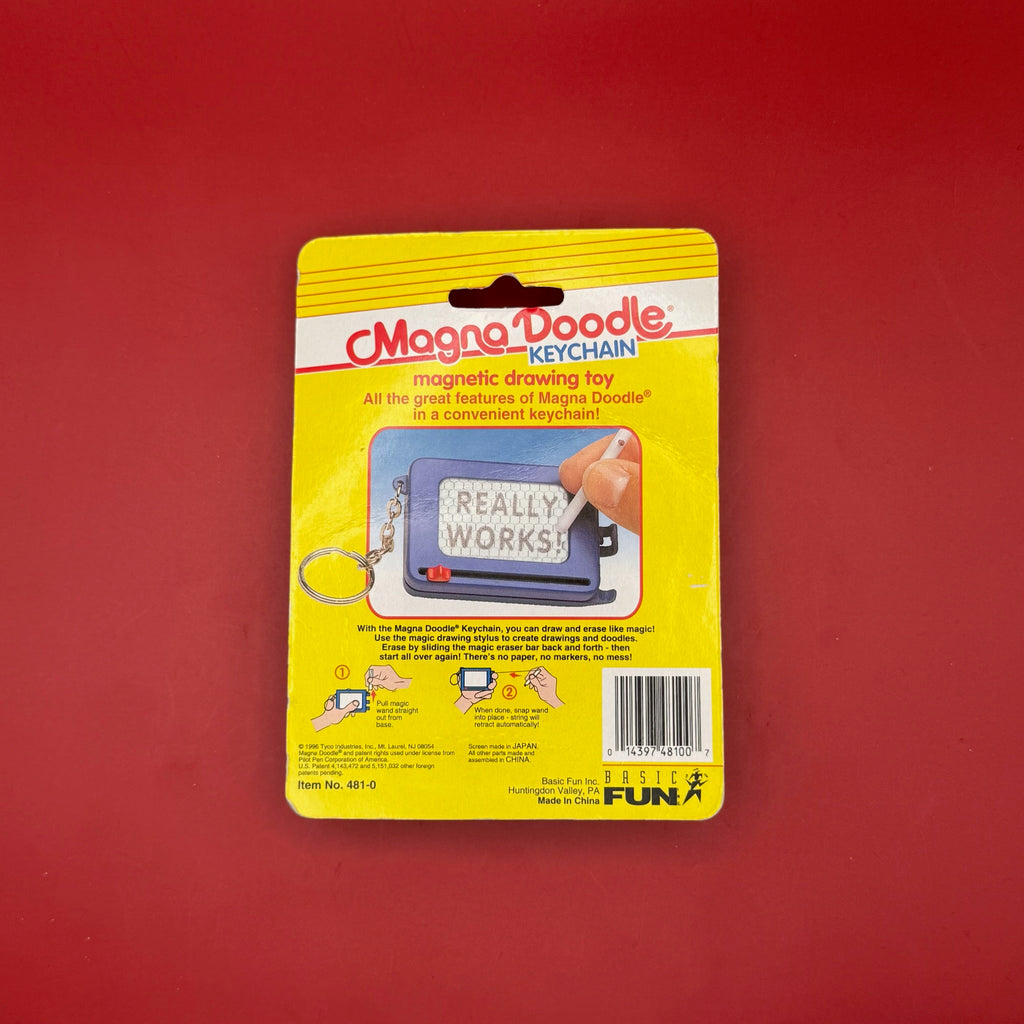 Magna Doodle®
KEYCHAIN
magnetic drawing toy
All the great features of Magna Doodle®
in a convenient keychain!
REALLY
WORKS!
With the Magna Doodle® Keychain, you can draw and erase like magic!
Use the magic drawing stylus to create drawings and doodles.
Erase by sliding the magic eraser bar back and forth - then
start all over again! There's no paper, no markers, no mess!
1
Pull magic
wand straight
out from
base.
2
When done, snap wand
into place - string will
retract automatically!
© 1996 Tyco Industries, Inc., Mt. Laurel, NJ 08054
Magna Doodle® and patent rights used under license from
Pilot Pen Corporation of America.
U.S. Patent 4,143,472 and 5,151,032 other foreign
patents pending.
Item No. 481-0
Screen made in JAPAN.
All other parts made and
assembled in CHINA.
Basic Fun Inc.
Huntingdon Valley, PA
Made In China
0 14397 48100 7
BASIC
FUN